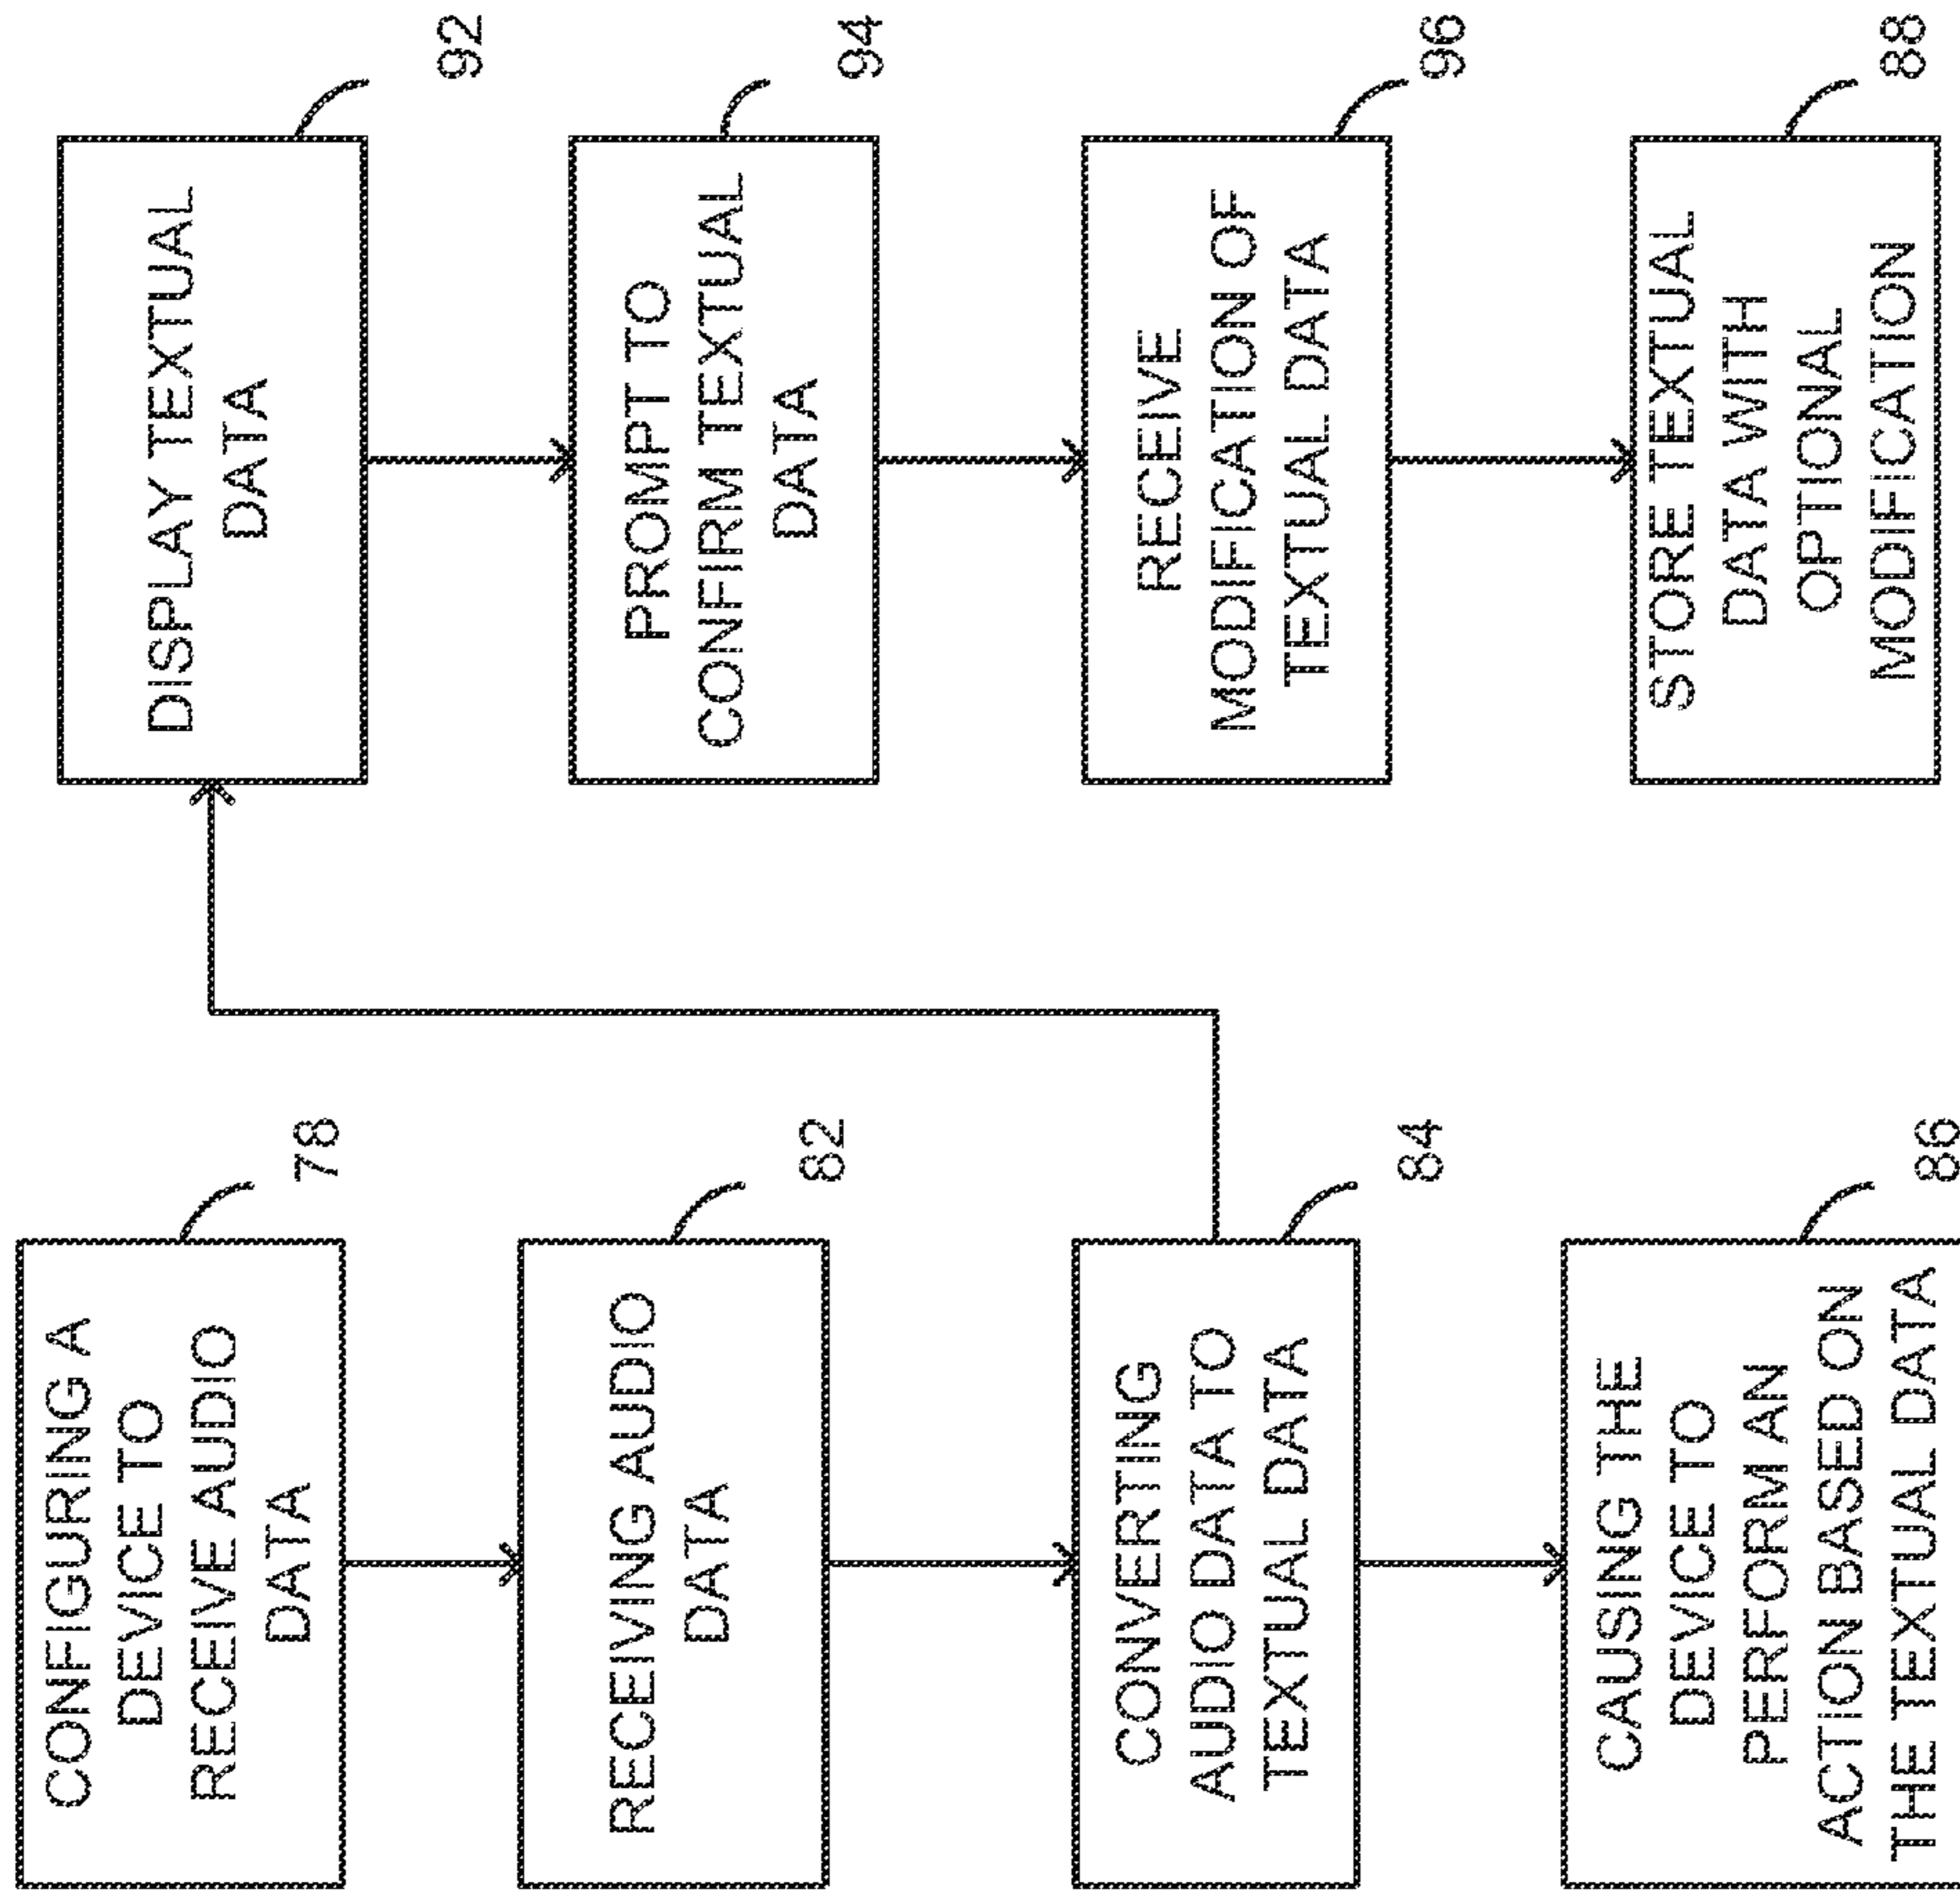 CONFIGURING A
DEVICE TO
RECEIVE AUDIO
DATA
78
RECEIVING AUDIO
DATA
82
CONVERTING
AUDIO DATA TO
TEXTUAL DATA
84
CAUSING THE
DEVICE TO
PERFORM AN
ACTION BASED ON
THE TEXTUAL DATA
86
DISPLAY TEXTUAL
DATA
92
PROMPT TO
CONFIRM TEXTUAL
DATA
94
RECEIVE
MODIFICATION OF
TEXTUAL DATA
96
STORE TEXTUAL
DATA WITH
OPTIONAL
MODIFICATION
88